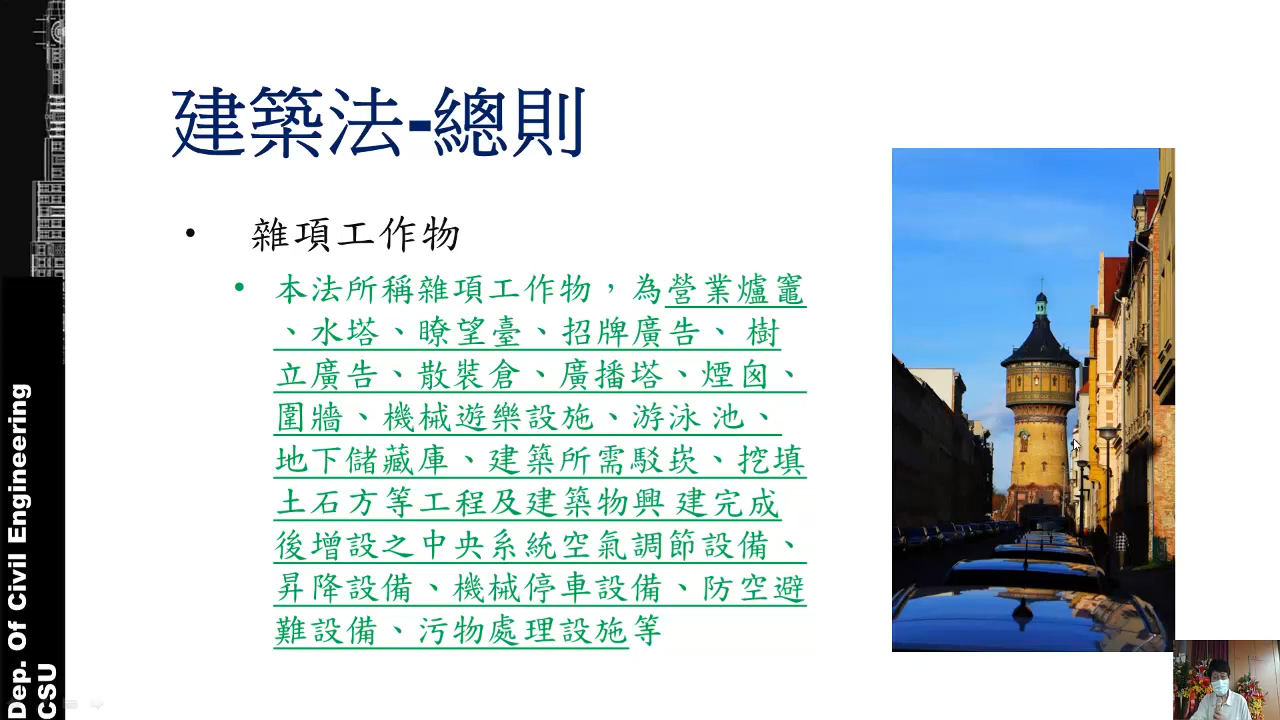 建築法-總則
• 雜項工作物
• 本法所稱雜項工作物，為營業爐竈
、水塔、瞭望臺、招牌廣告、 樹
立廣告、散裝倉、廣播塔、煙囱、
圍牆、機械遊樂設施、游泳 池、
地下儲藏庫、建築所需駁崁、挖填
土石方等工程及建築物興 建完成
後增設之中央系統空氣調節設備、
昇降設備、機械停車設備、防空避
難設備、污物處理設施等
Dep. Of Civil Engineering
CSU